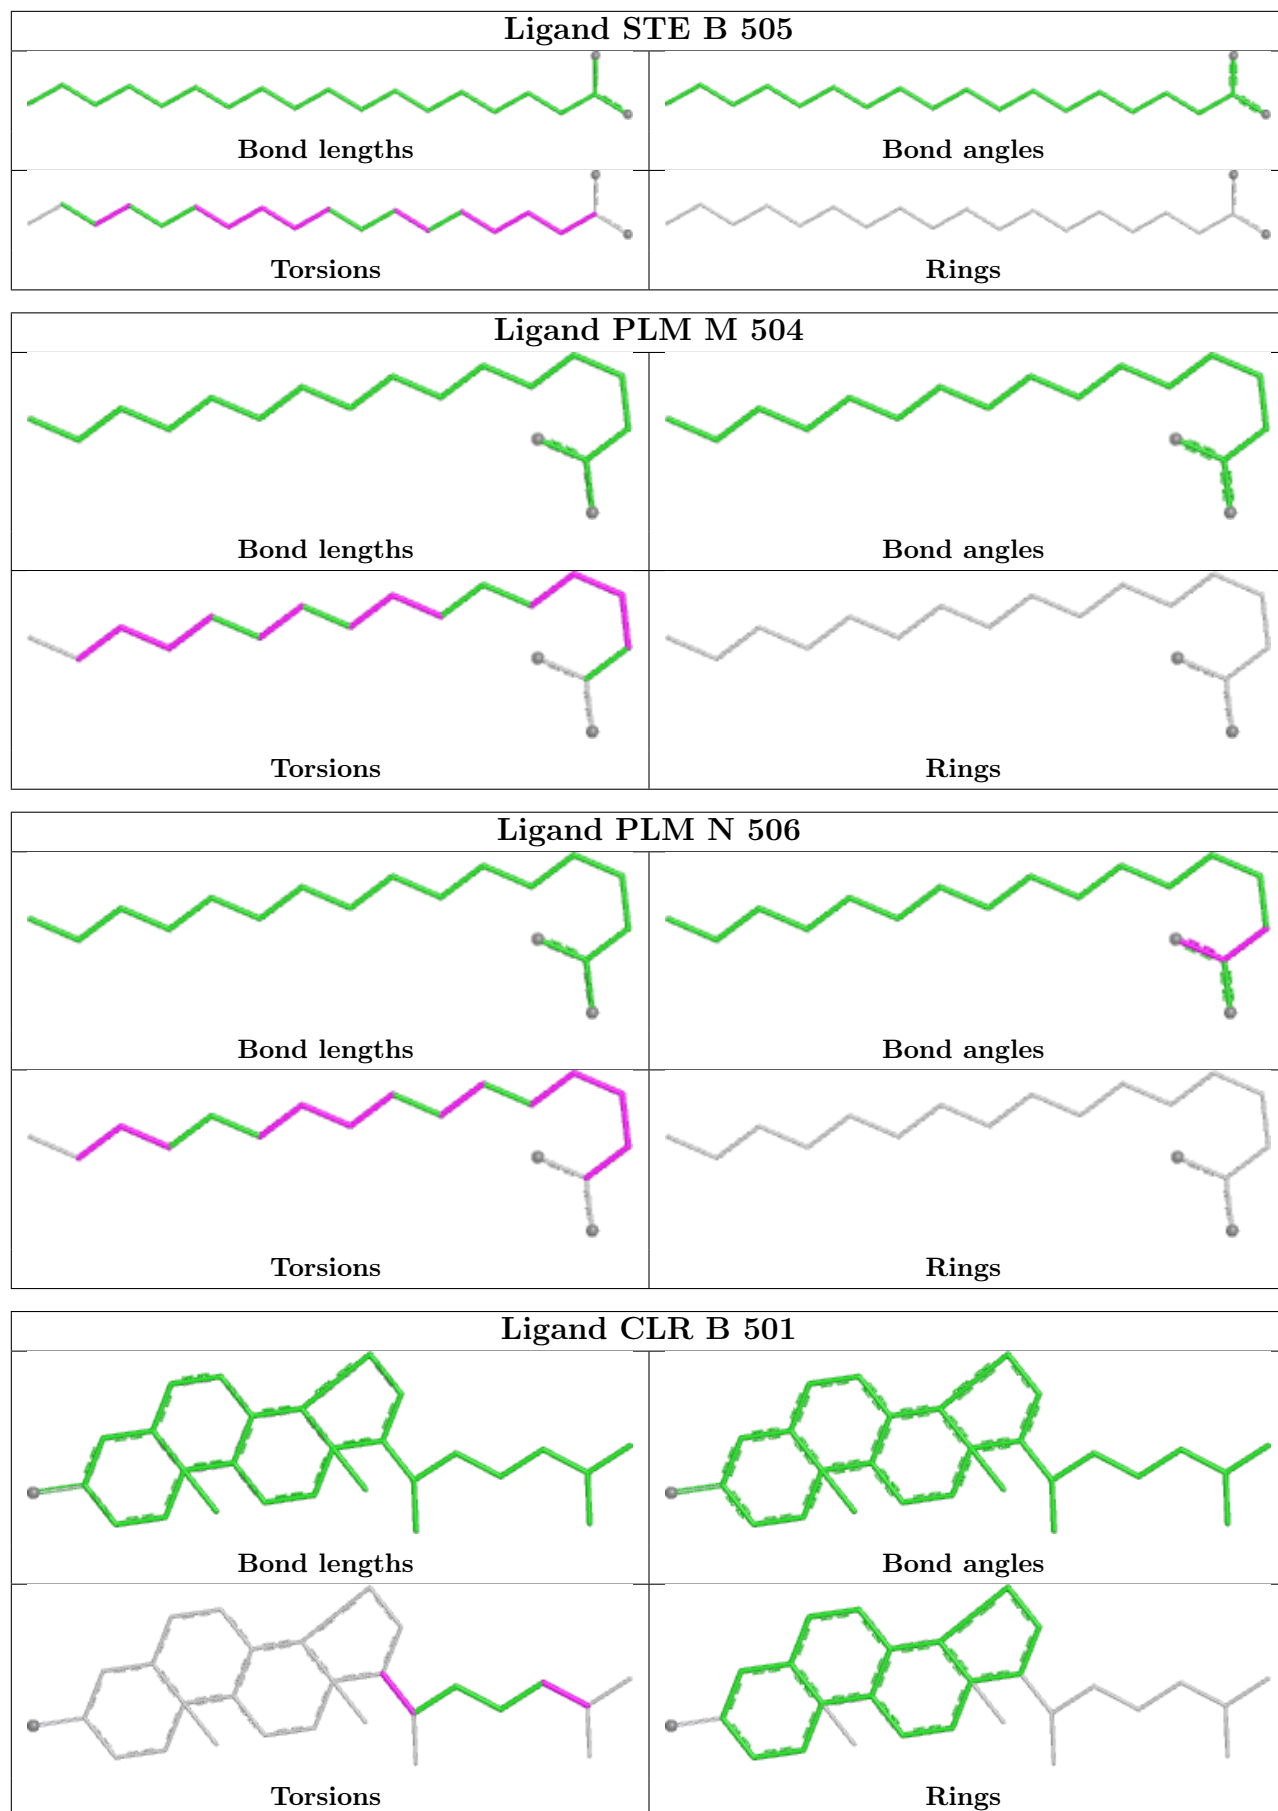 Ligand STE B 505
Bond lengths
Bond angles
Torsions
Rings
Ligand PLM M 504
Bond lengths
Bond angles
Torsions
Rings
Ligand PLM N 506
Bond lengths
Bond angles
Torsions
Rings
Ligand CLR B 501
Bond lengths
Bond angles
Torsions
Rings